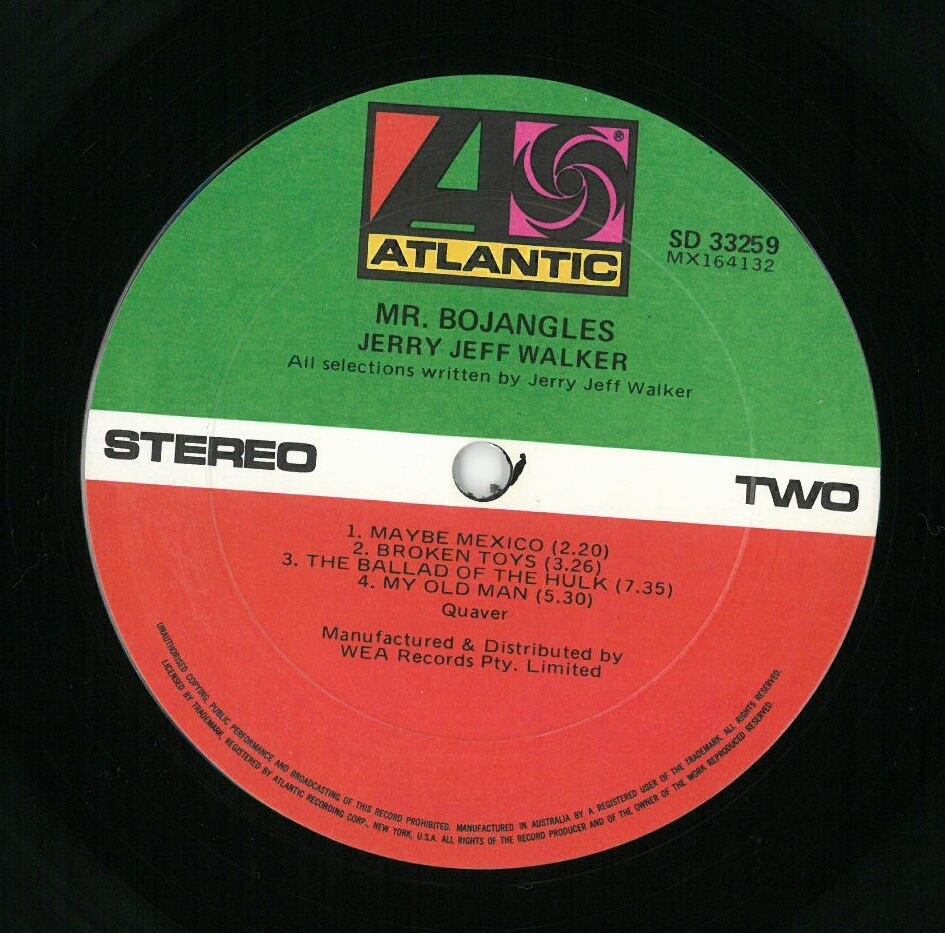 ATLANTIC
®
SD 33259
MX164132
MR. BOJANGLES
JERRY JEFF WALKER
All selections written by Jerry Jeff Walker
STEREO
TWO
1. MAYBE MEXICO (2.20)
2. BROKEN TOYS (3.26)
3. THE BALLAD OF THE HULK (7.35)
4. MY OLD MAN (5.30)
Quaver
Manufactured & Distributed by
WEA Records Pty. Limited
UNAUTHORISED COPYING, PUBLIC PERFORMANCE AND BROADCASTING OF THIS RECORD PROHIBITED. MANUFACTURED IN AUSTRALIA BY A REGISTERED USER OF THE TRADEMARK. ALL RIGHTS RESERVED.
LICENSED BY TRADEMARK, REGISTERED BY ATLANTIC RECORDING CORP., NEW YORK, U.S.A. ALL RIGHTS OF THE RECORD PRODUCER AND OF THE OWNER OF THE WORK REPRODUCED RESERVED.